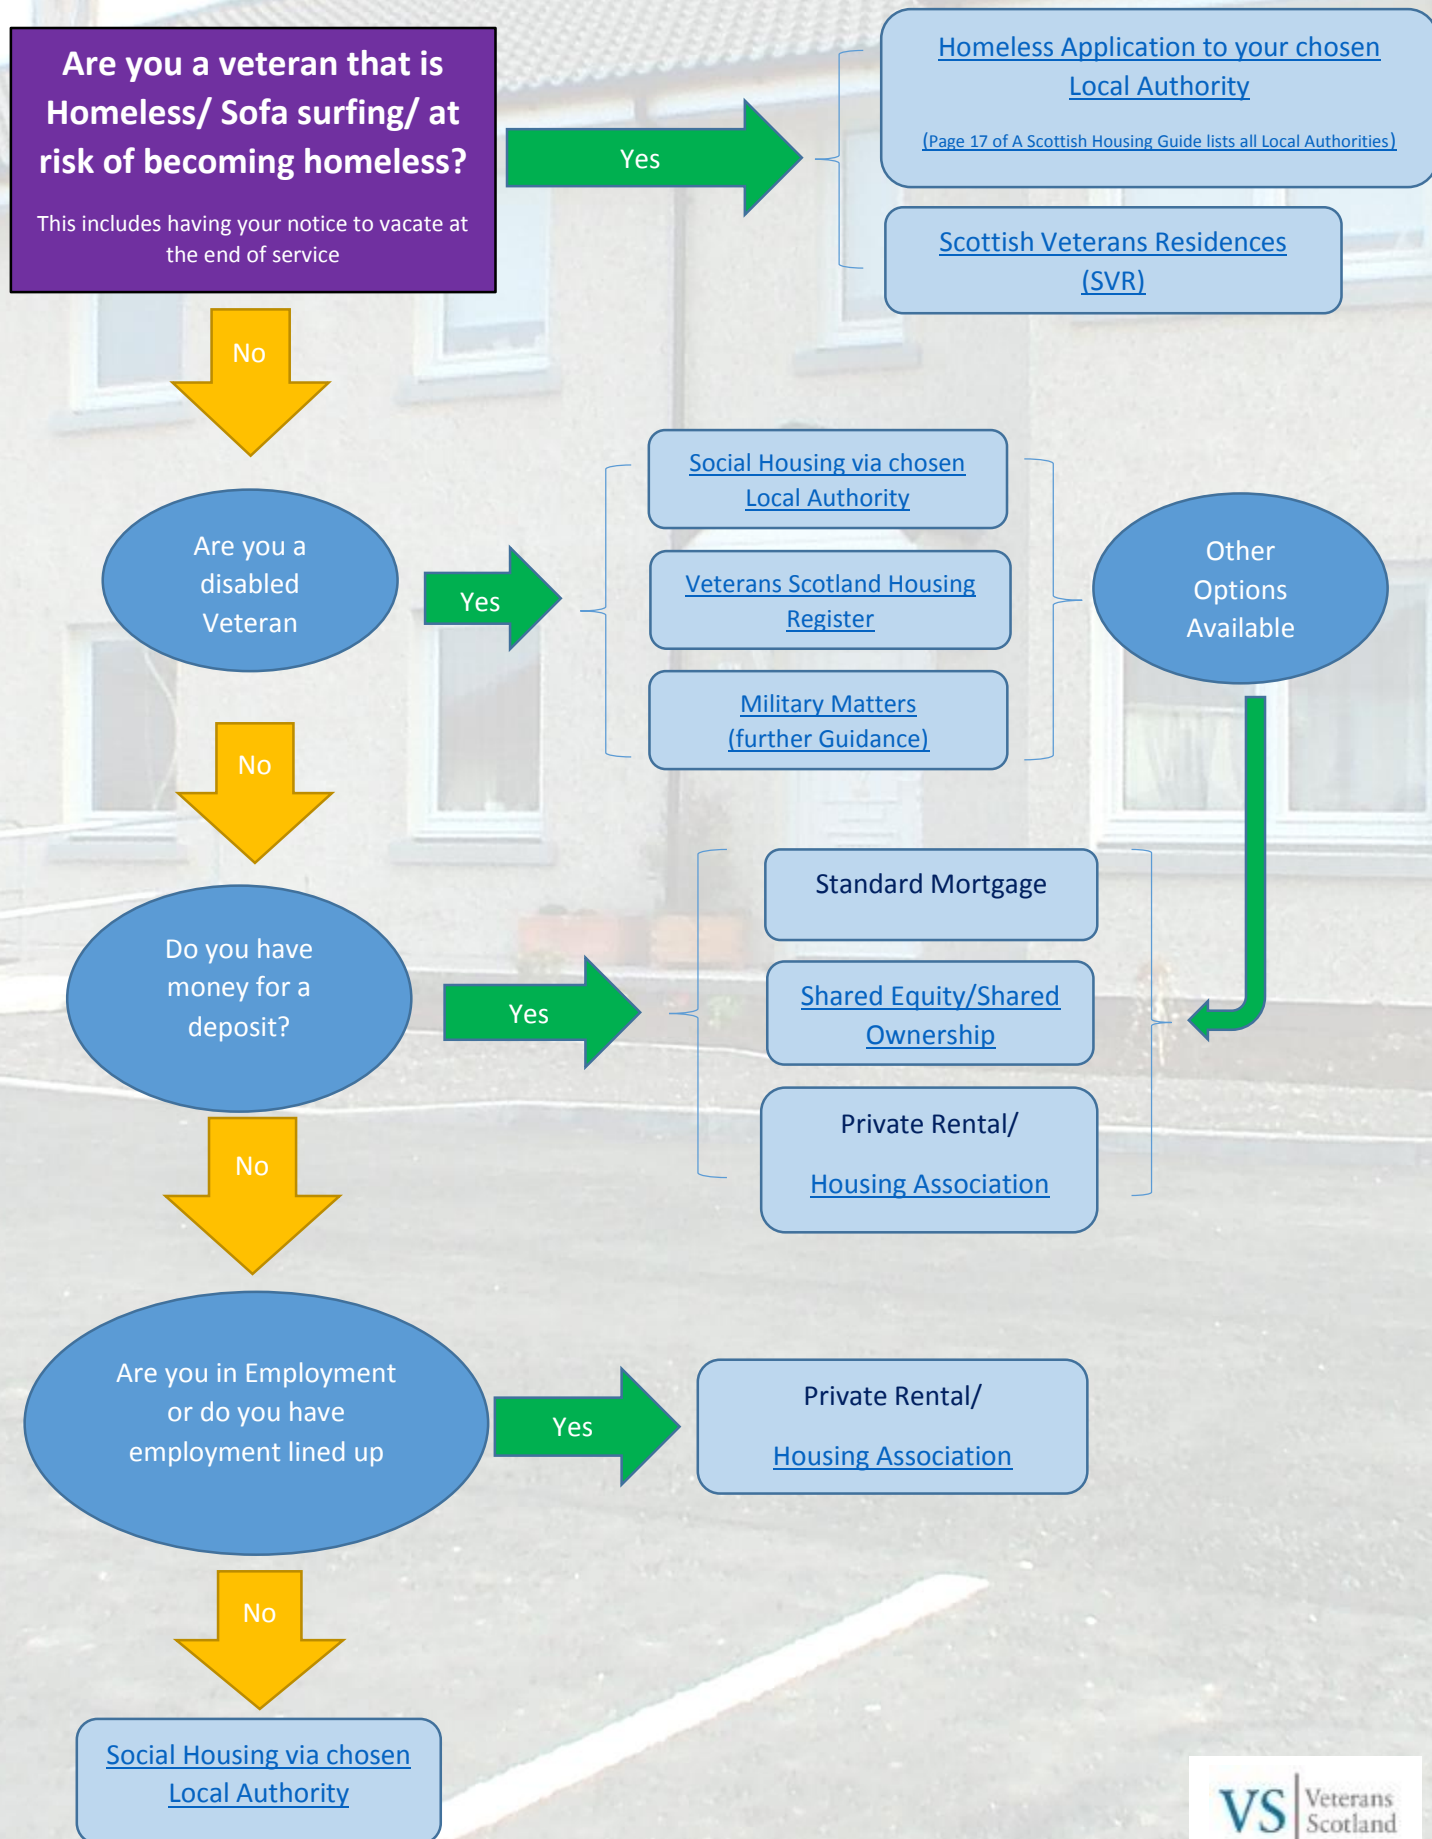 Are you a veteran that is
Homeless/ Sofa surfing/ at
risk of becoming homeless?
This includes having your notice to vacate at
the end of service
Yes
Homeless Application to your chosen
Local Authority
(Page 17 of A Scottish Housing Guide lists all Local Authorities)
Scottish Veterans Residences
(SVR)
No
Are you a
disabled
Veteran
Yes
Social Housing via chosen
Local Authority
Veterans Scotland Housing
Register
Military Matters
(further Guidance)
Other
Options
Available
No
Do you have
money for a
deposit?
Yes
Standard Mortgage
Shared Equity/Shared
Ownership
Private Rental/
Housing Association
No
Are you in Employment
or do you have
employment lined up
Yes
Private Rental/
Housing Association
No
Social Housing via chosen
Local Authority
VS
Veterans
Scotland